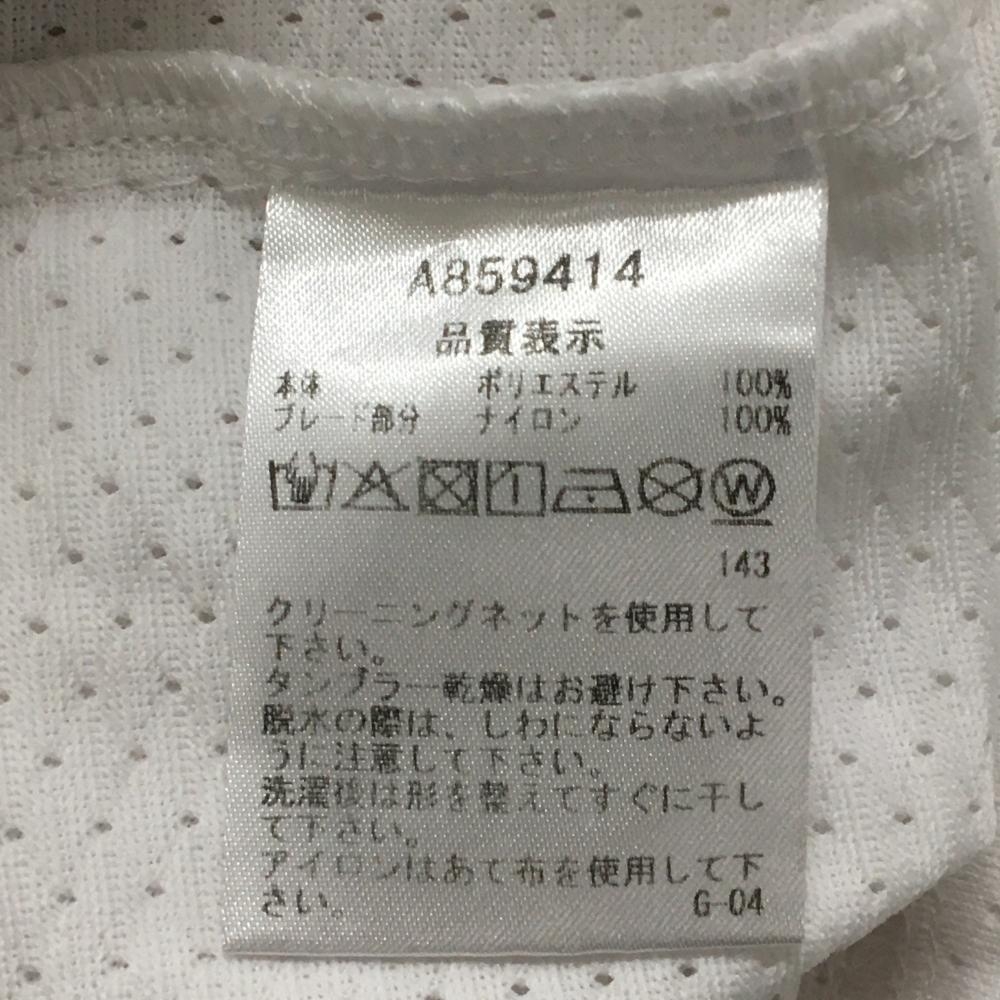 A859414
品質表示
本体 ポリエステル 100%
ブレード部分 ナイロン 100%
W
143
クリーニングネットを使用して
下さい。
タンブラー乾燥はお避け下さい。
脱水の際は、しわにならないよ
うに注意して下さい。
洗濯後は形を整えてすぐに干し
て下さい。
アイロンはあて布を使用して下
さい。 G-04